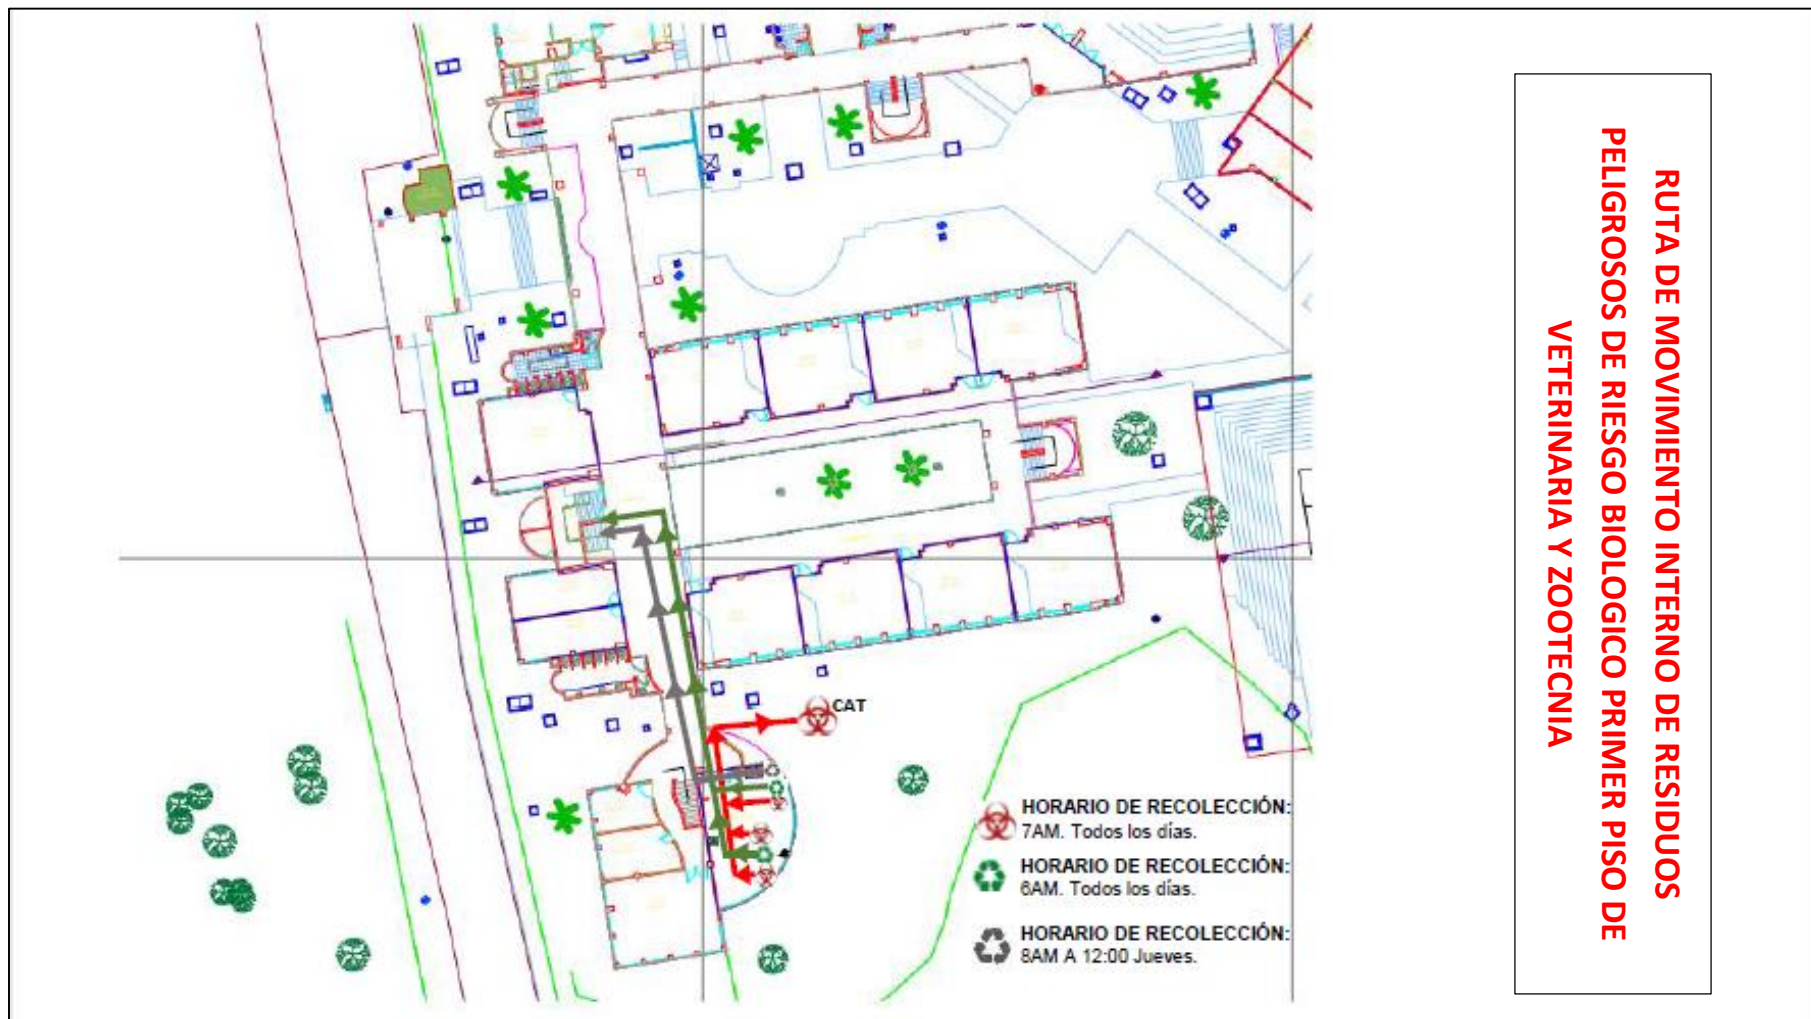 RUTA DE MOVIMIENTO INTERNO DE RESIDUOS
PELIGROSOS DE RIESGO BIOLOGICO PRIMER PISO DE
VETERINARIA Y ZOOTECNIA
CAT
HORARIO DE RECOLECCIÓN:
7AM. Todos los días.
HORARIO DE RECOLECCIÓN:
6AM. Todos los días.
HORARIO DE RECOLECCIÓN:
8AM A 12:00 Jueves.